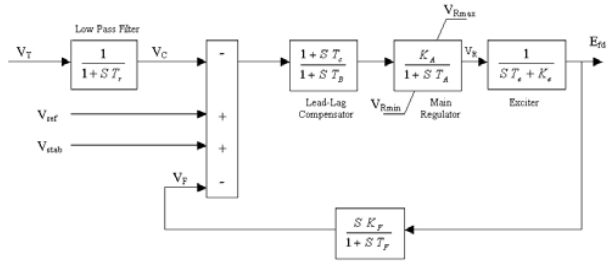 V_Rmax
Low Pass Filter
V_T
1
1 + S T_r
V_C
-
1 + S T_c
1 + S T_B
K_A
1 + S T_A
V_R
1
S T_e + K_e
E_fd
V_Rmin
Lead-Lag
Compensator
Main
Regulator
Exciter
V_ref
+
V_stab
+
V_F
-
S K_F
1 + S T_F